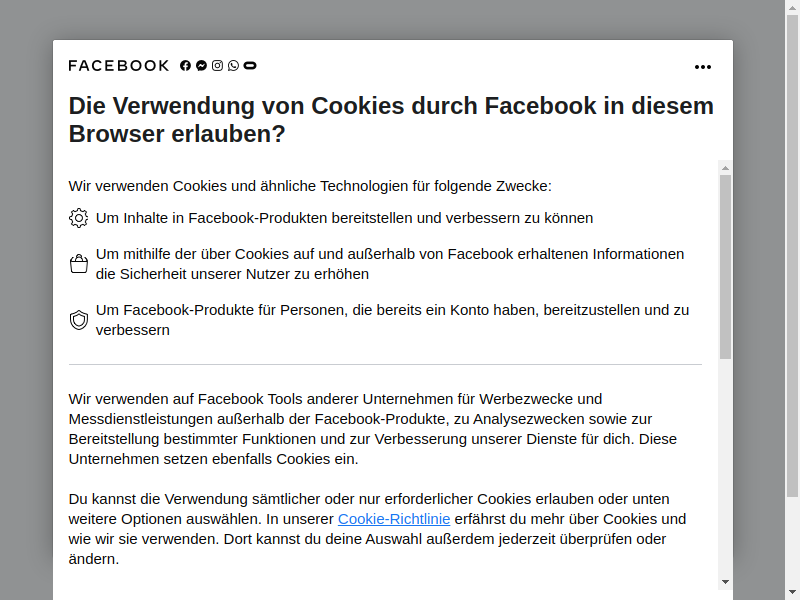 FACEBOOK
Die Verwendung von Cookies durch Facebook in diesem
Browser erlauben?
Wir verwenden Cookies und ähnliche Technologien für folgende Zwecke:
Um Inhalte in Facebook-Produkten bereitstellen und verbessern zu können
Um mithilfe der über Cookies auf und außerhalb von Facebook erhaltenen Informationen
die Sicherheit unserer Nutzer zu erhöhen
Um Facebook-Produkte für Personen, die bereits ein Konto haben, bereitzustellen und zu
verbessern
Wir verwenden auf Facebook Tools anderer Unternehmen für Werbezwecke und
Messdienstleistungen außerhalb der Facebook-Produkte, zu Analysezwecken sowie zur
Bereitstellung bestimmter Funktionen und zur Verbesserung unserer Dienste für dich. Diese
Unternehmen setzen ebenfalls Cookies ein.
Du kannst die Verwendung sämtlicher oder nur erforderlicher Cookies erlauben oder unten
weitere Optionen auswählen. In unserer Cookie-Richtlinie erfährst du mehr über Cookies und
wie wir sie verwenden. Dort kannst du deine Auswahl außerdem jederzeit überprüfen oder
ändern.